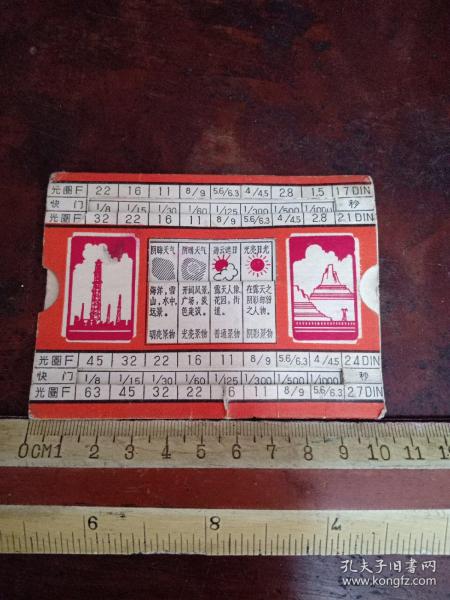 光圈F 22 16 11 8/9 5.6/6.3 4/4.5 2.8 1.5 17DIN
快门 1/8 1/15 1/30 1/60 1/125 1/300 1/500 1/1000 秒
光圈F 32 22 16 11 8/9 5.6/6.3 4/4.5 2.8 21DIN
阴暗天气 阴晴天气 游云遮日 光亮日光
海洋，雪山，水中，远景。 开阔风景，广场，淡色建筑。 露天人像，花园，街道。 在露天之阴影部份之人物。
明亮景物 光亮景物 普通景物 阴影景物
光圈F 45 32 22 16 11 8/9 5.6/6.3 4/4.5 24DIN
快门 1/8 1/15 1/30 1/60 1/125 1/300 1/500 1/1000 秒
光圈F 63 45 32 22 16 11 8/9 5.6/6.3 27DIN
0CM1 2 3 4 5 6 7 8 9 10 11
6 8 4
孔夫子旧书网
www.kongfz.com